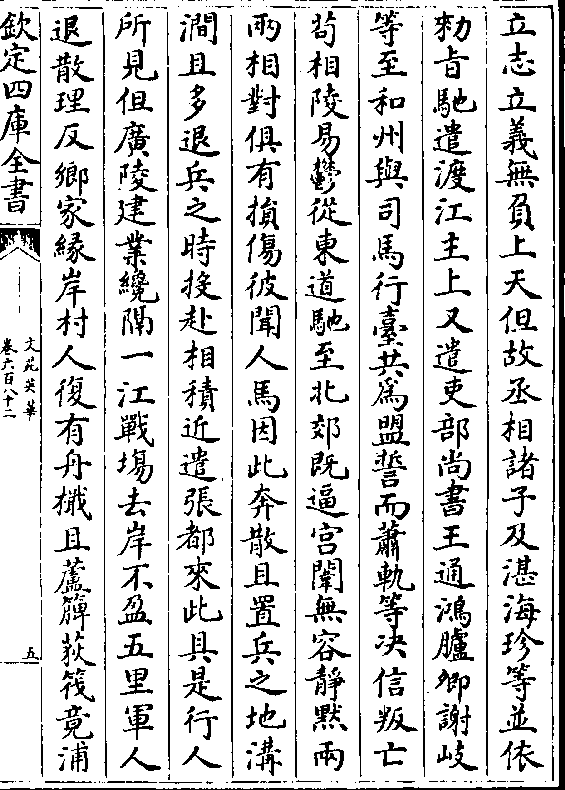 立志立義無負上天但故丞相諸子及湛海珍等並依
勑旨馳遣渡江主上又遣吏部尚書王通鴻臚卿謝岐
等至和州與司馬行臺共為盟誓而蕭軌等决信叛亡
茍相陵易鬱從東道馳至北郊既逼宫闈無容靜黙兩
兩相對俱有損傷彼聞人馬因此奔散且置兵之地溝
澗且多退兵之時投赴相積近遣張都來此具是行人
所見但廣陵建業纔隔一江戰塲去岸不盈五里軍人
退散理反鄉家緣岸村人復有舟檝且蘆簰荻筏竟浦
欽定四庫全書
文苑英華
卷六百八十二
五